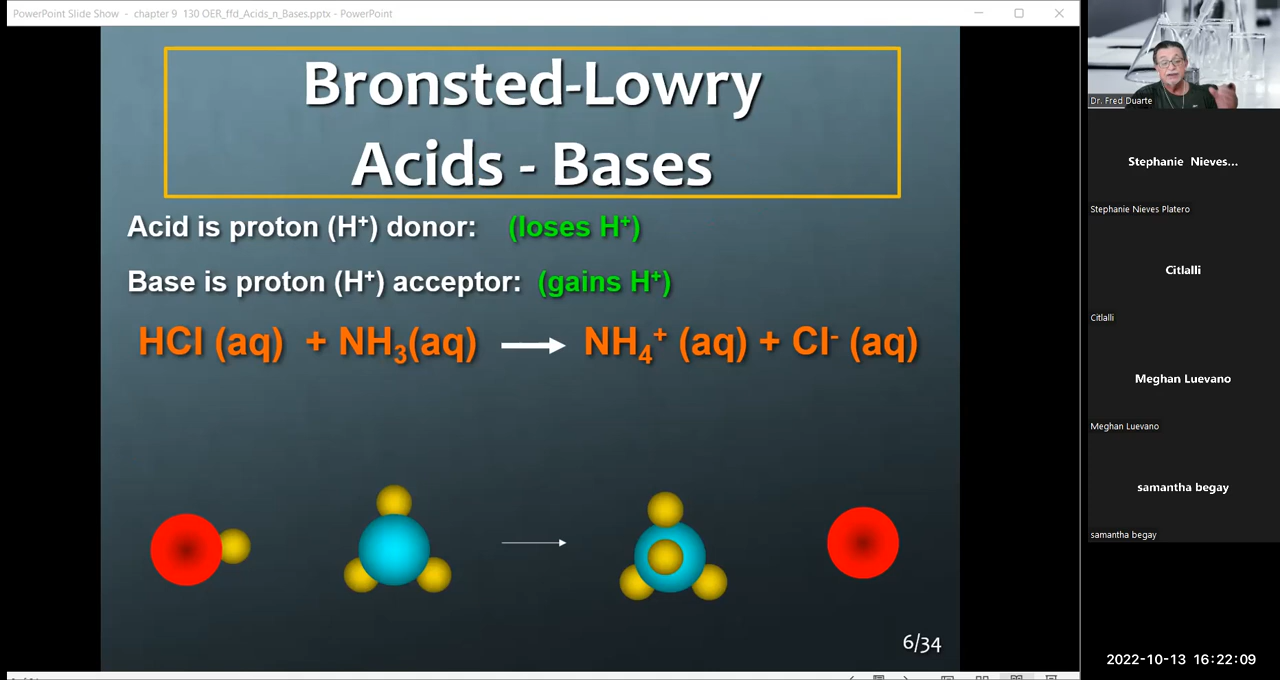 PowerPoint Slide Show - chapter 9 130 OER_ffd_Acids_n_Bases.pptx - PowerPoint
Bronsted-Lowry
Acids - Bases
Acid is proton (H⁺) donor: (loses H⁺)
Base is proton (H⁺) acceptor: (gains H⁺)
HCl (aq) + NH₃(aq) → NH₄⁺ (aq) + Cl⁻ (aq)
6/34
Dr. Fred Duarte
Stephanie Nieves...
Stephanie Nieves Platero
Citlalli
Citlalli
Meghan Luevano
Meghan Luevano
samantha begay
samantha begay
2022-10-13 16:22:09